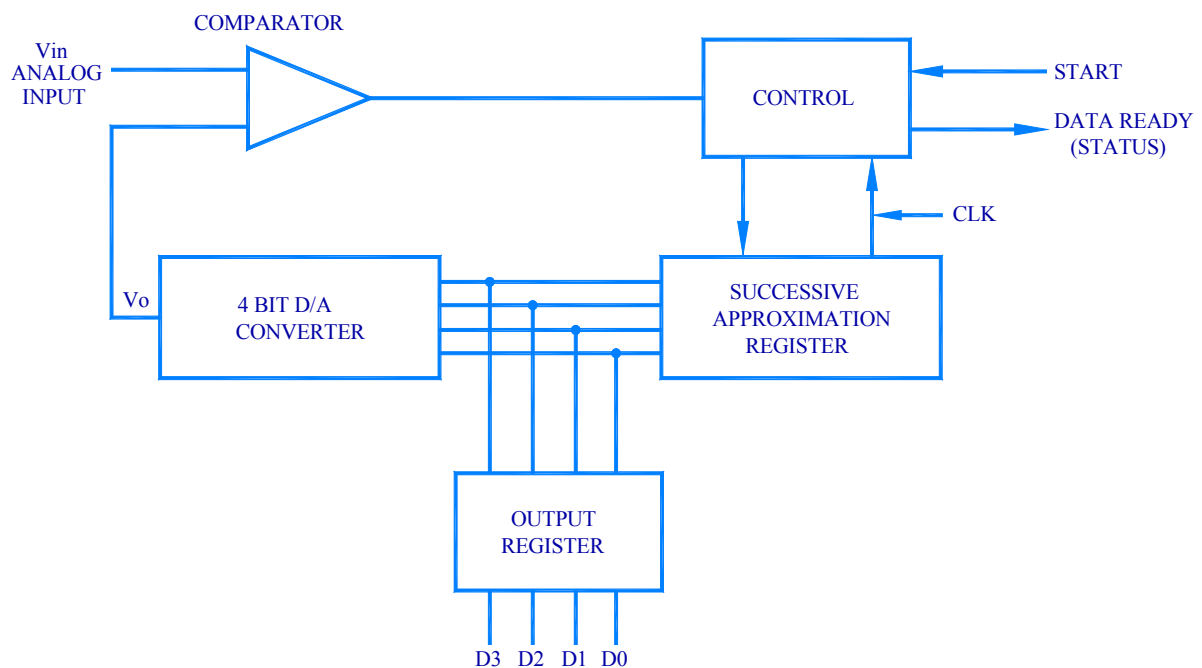 COMPARATOR
Vin
ANALOG
INPUT
CONTROL
START
DATA READY
(STATUS)
CLK
Vo
4 BIT D/A
CONVERTER
SUCCESSIVE
APPROXIMATION
REGISTER
OUTPUT
REGISTER
D3 D2 D1 D0